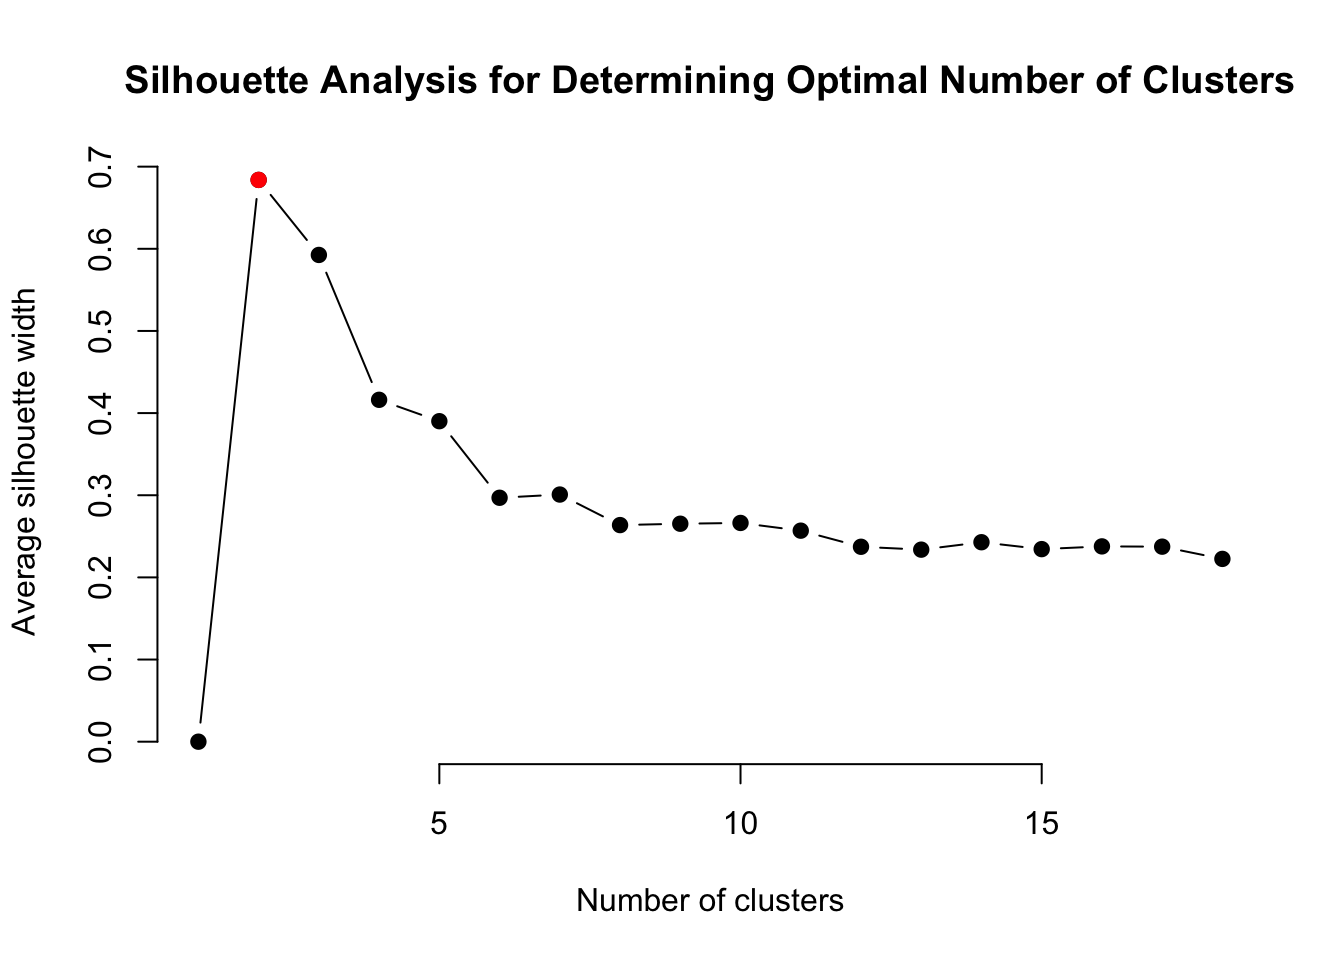 Silhouette Analysis for Determining Optimal Number of Clusters
Average silhouette width
0.7
0.6
0.5
0.4
0.3
0.2
0.1
0.0
5 10 15
Number of clusters